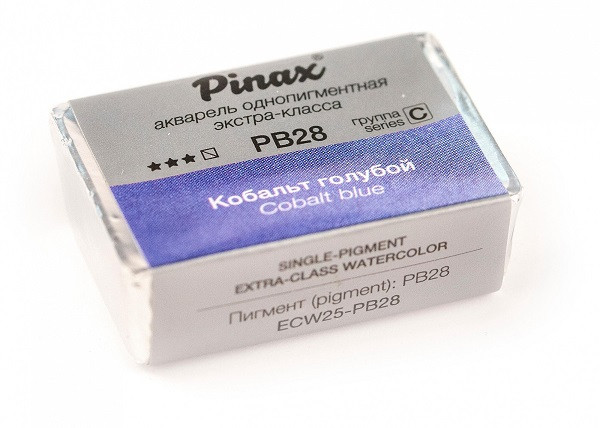 Pinax®
акварель однопигментная
экстра-класса
PB28
группа
series C
Кобальт голубой
Cobalt blue
SINGLE-PIGMENT
EXTRA-CLASS WATERCOLOR
Пигмент (pigment): PB28
ECW25-PB28